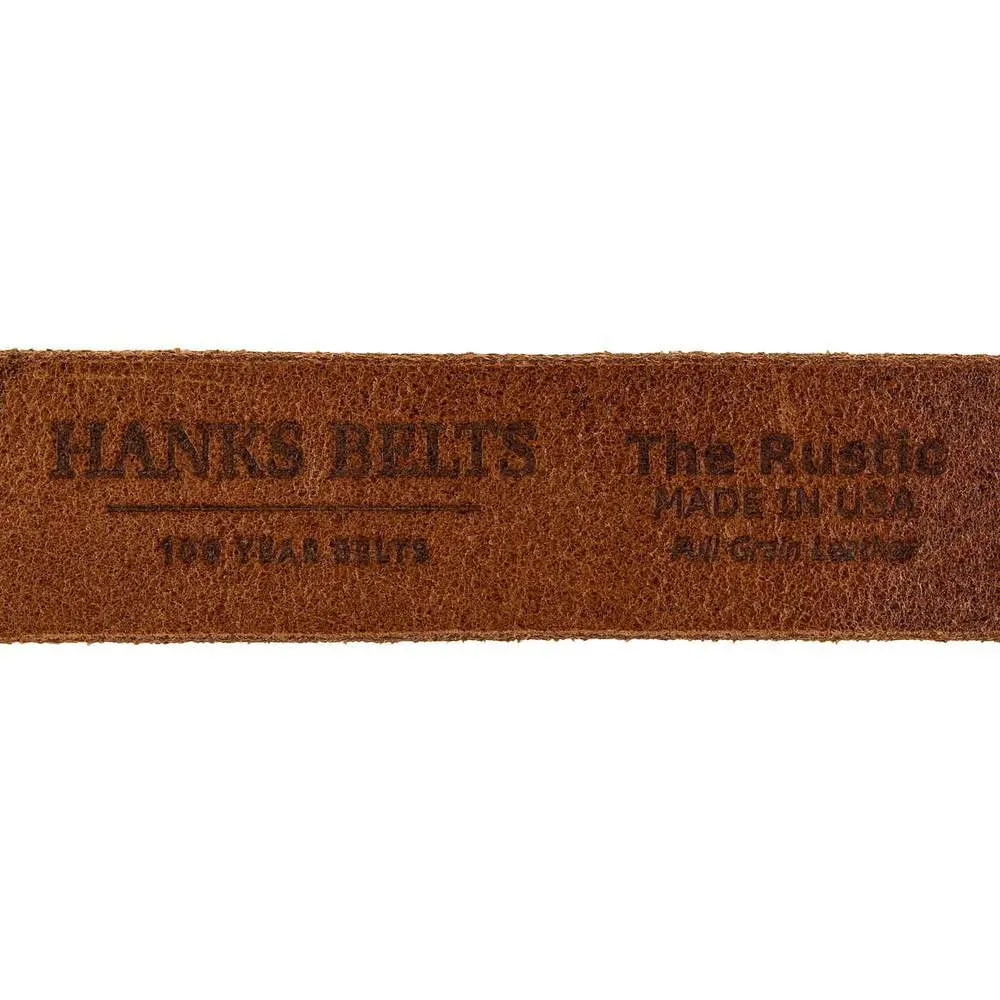 HANKS BELTS
100 YEAR BELTS
The Rustic
MADE IN USA
Full Grain Leather